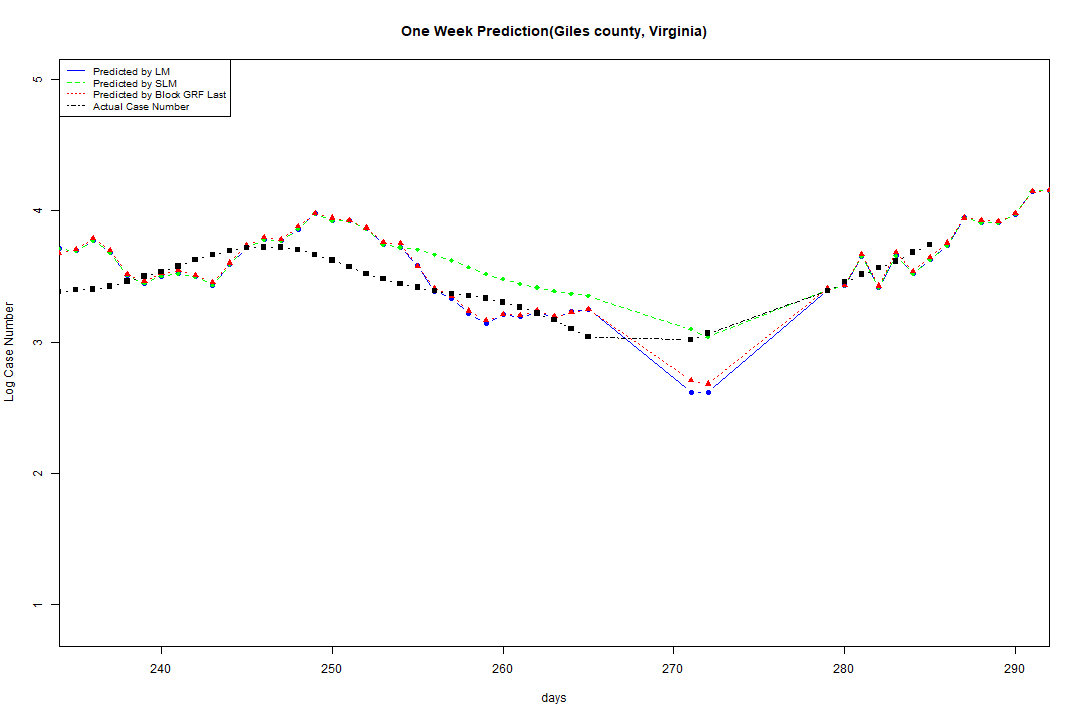 One Week Prediction(Giles county, Virginia)
Predicted by LM
Predicted by SLM
Predicted by Block GRF Last
Actual Case Number
5
4
3
2
1
Log Case Number
240
250
260
270
280
290
days